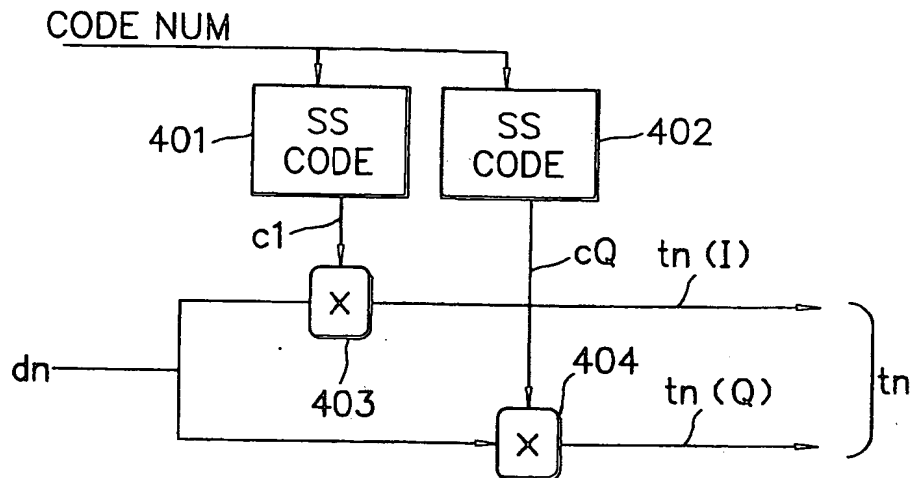 CODE NUM
SS
CODE
401
SS
CODE
402
c1
cQ
tn (I)
X
403
dn
404
tn (Q)
X
tn